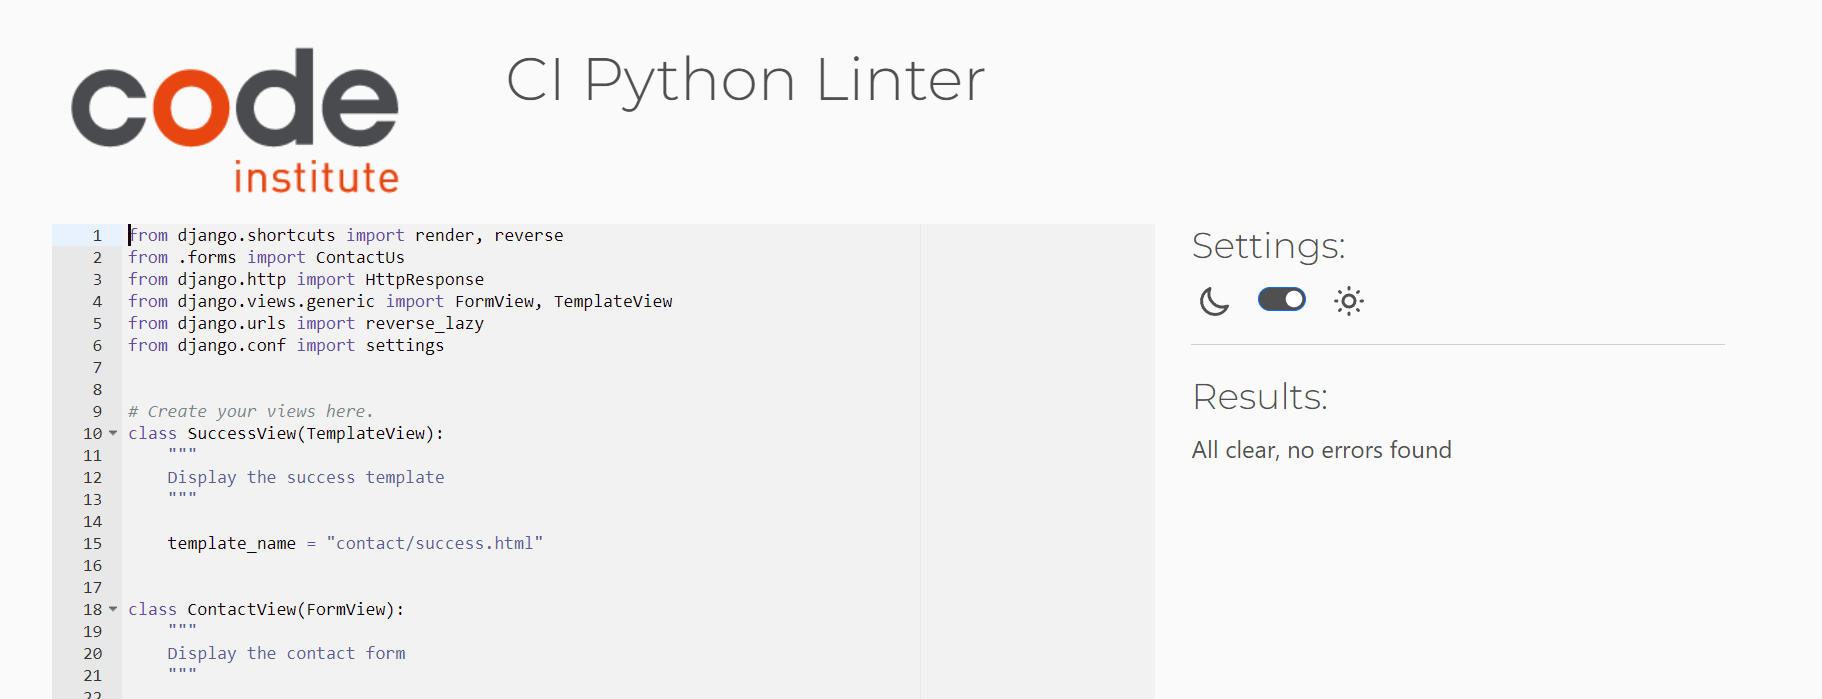 code
institute
CI Python Linter
1 from django.shortcuts import render, reverse
2 from .forms import ContactUs
3 from django.http import HttpResponse
4 from django.views.generic import FormView, TemplateView
5 from django.urls import reverse_lazy
6 from django.conf import settings
7
8
9 # Create your views here.
10 class SuccessView(TemplateView):
11     """
12     Display the success template
13     """
14
15     template_name = "contact/success.html"
16
17
18 class ContactView(FormView):
19     """
20     Display the contact form
21     """
22
Settings:
Results:
All clear, no errors found